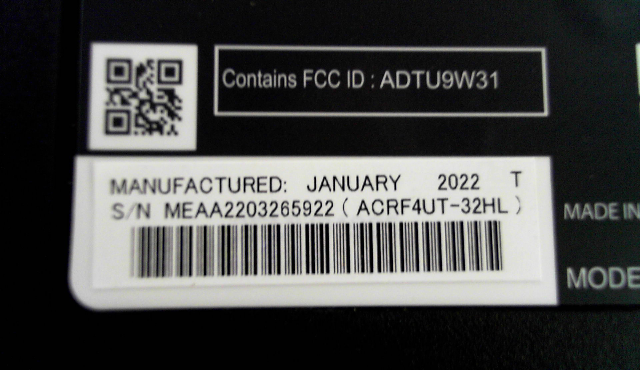 Contains FCC ID : ADTU9W31
MANUFACTURED: JANUARY 2022 T
S/N MEAA2203265922 ( ACRF4UT-32HL )
MADE IN
MODE